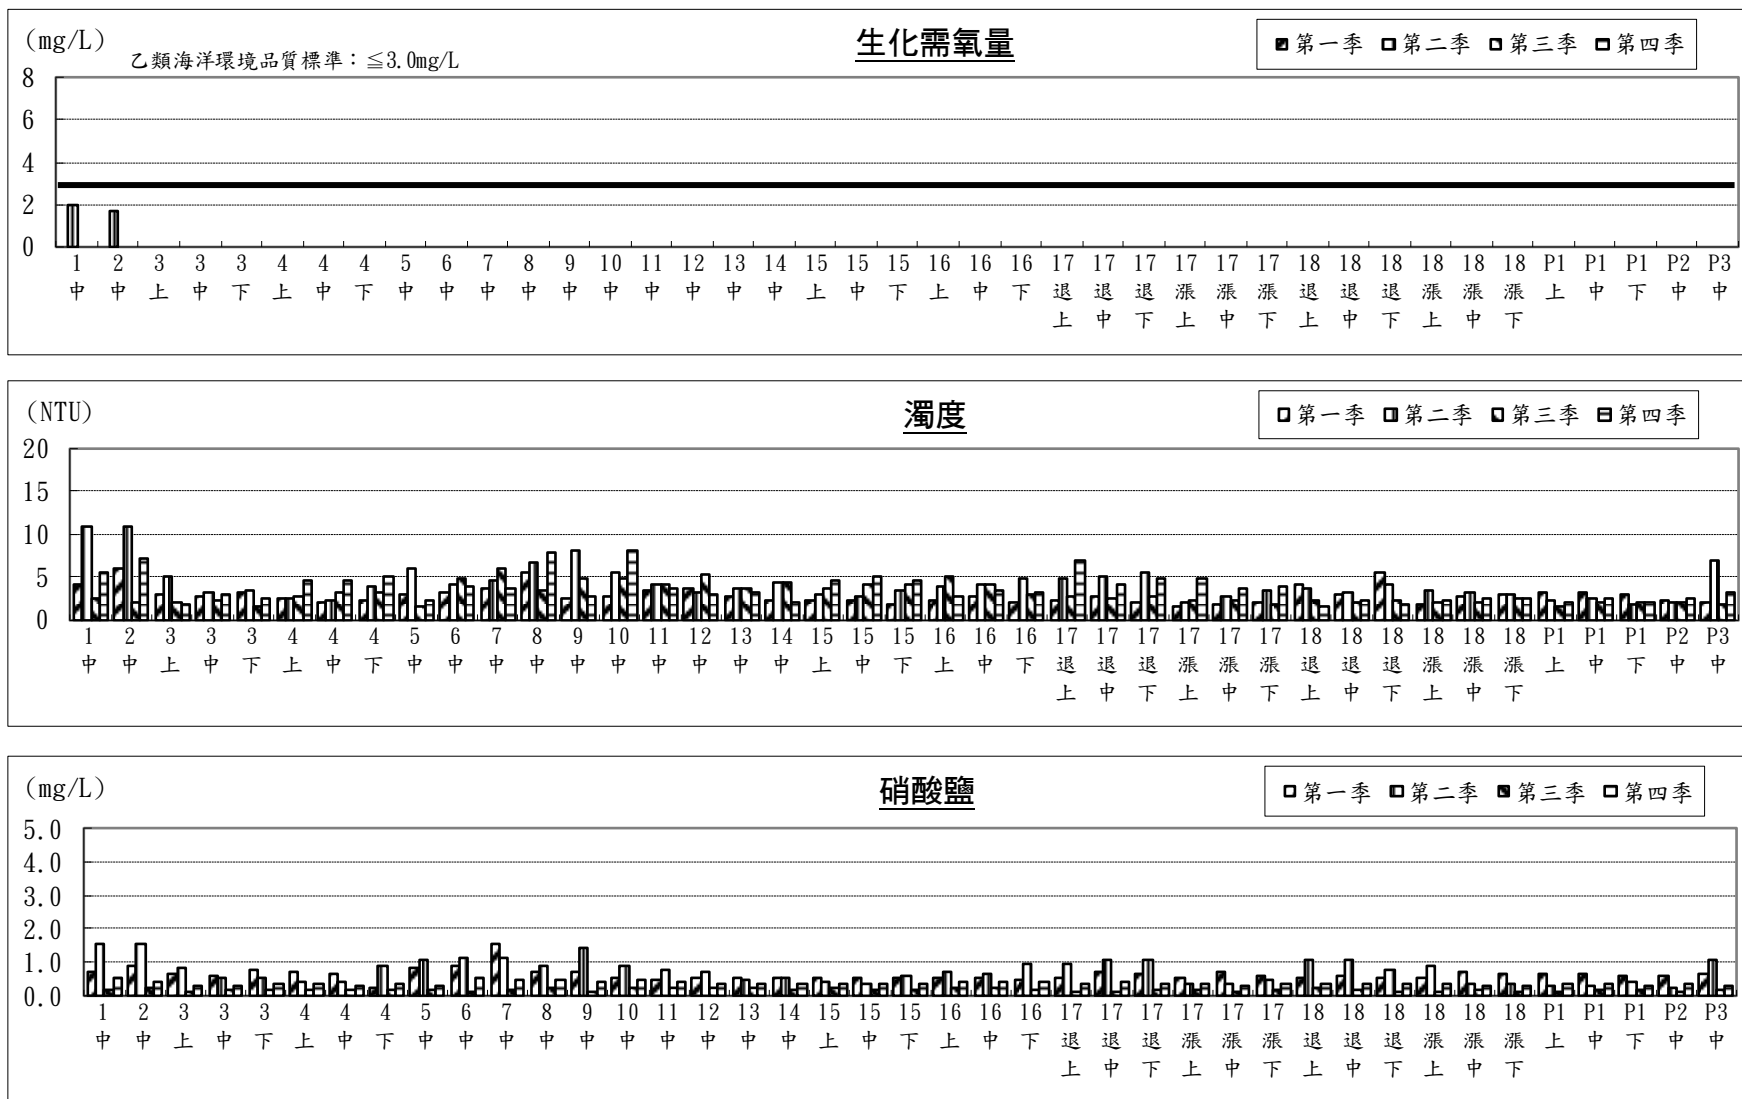 (mg/L)
生化需氧量
第一季 第二季 第三季 第四季
乙類海洋環境品質標準：≦3.0mg/L
8
6
4
2
0
1 2 3 3 3 4 4 4 5 6 7 8 9 10 11 12 13 14 15 15 15 16 16 16 17 17 17 17 17 17 18 18 18 18 18 18 P1 P1 P1 P2 P3
中 中 上 中 下 上 中 下 中 中 中 中 中 中 中 中 中 中 上 中 下 上 中 下 退 退 退 漲 漲 漲 退 退 退 漲 漲 漲 上 中 下 中 中
上 中 下 上 中 下 上 中 下 上 中 下
(NTU)
濁度
第一季 第二季 第三季 第四季
20
15
10
5
0
1 2 3 3 3 4 4 4 5 6 7 8 9 10 11 12 13 14 15 15 15 16 16 16 17 17 17 17 17 17 18 18 18 18 18 18 P1 P1 P1 P2 P3
中 中 上 中 下 上 中 下 中 中 中 中 中 中 中 中 中 中 上 中 下 上 中 下 退 退 退 漲 漲 漲 退 退 退 漲 漲 漲 上 中 下 中 中
上 中 下 上 中 下 上 中 下 上 中 下
(mg/L)
硝酸鹽
第一季 第二季 第三季 第四季
5.0
4.0
3.0
2.0
1.0
0.0
1 2 3 3 3 4 4 4 5 6 7 8 9 10 11 12 13 14 15 15 15 16 16 16 17 17 17 17 17 17 18 18 18 18 18 18 P1 P1 P1 P2 P3
中 中 上 中 下 上 中 下 中 中 中 中 中 中 中 中 中 中 上 中 下 上 中 下 退 退 退 漲 漲 漲 退 退 退 漲 漲 漲 上 中 下 中 中
上 中 下 上 中 下 上 中 下 上 中 下